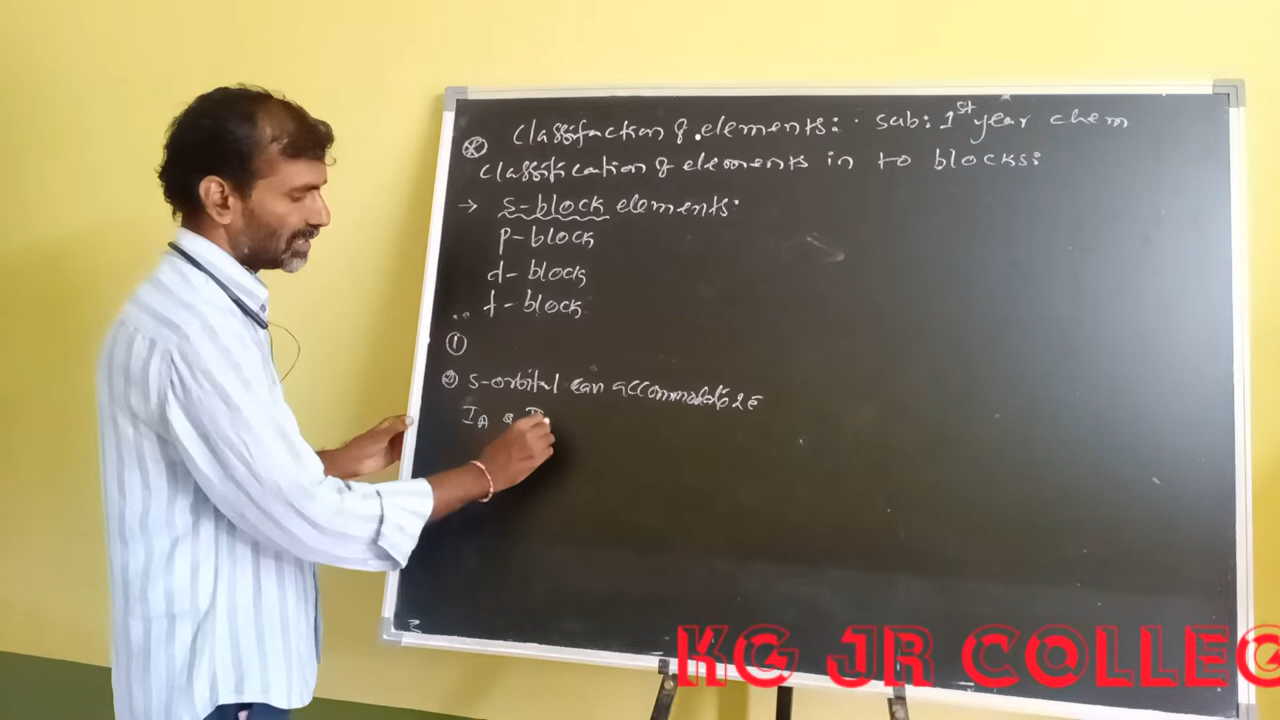 Classifaction of elements: sub: 1st year chem
Classification of elements in to blocks:
→ s-block elements:
p-block
d-block
f-block
①
② s-orbital can accommodate 2 ē
IA &
KG JR COLLEG